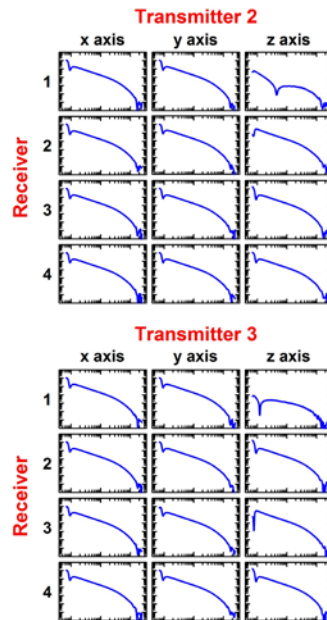 Transmitter 2
x axis y axis z axis
1
2
Receiver
3
4
Transmitter 3
x axis y axis z axis
1
2
Receiver
3
4